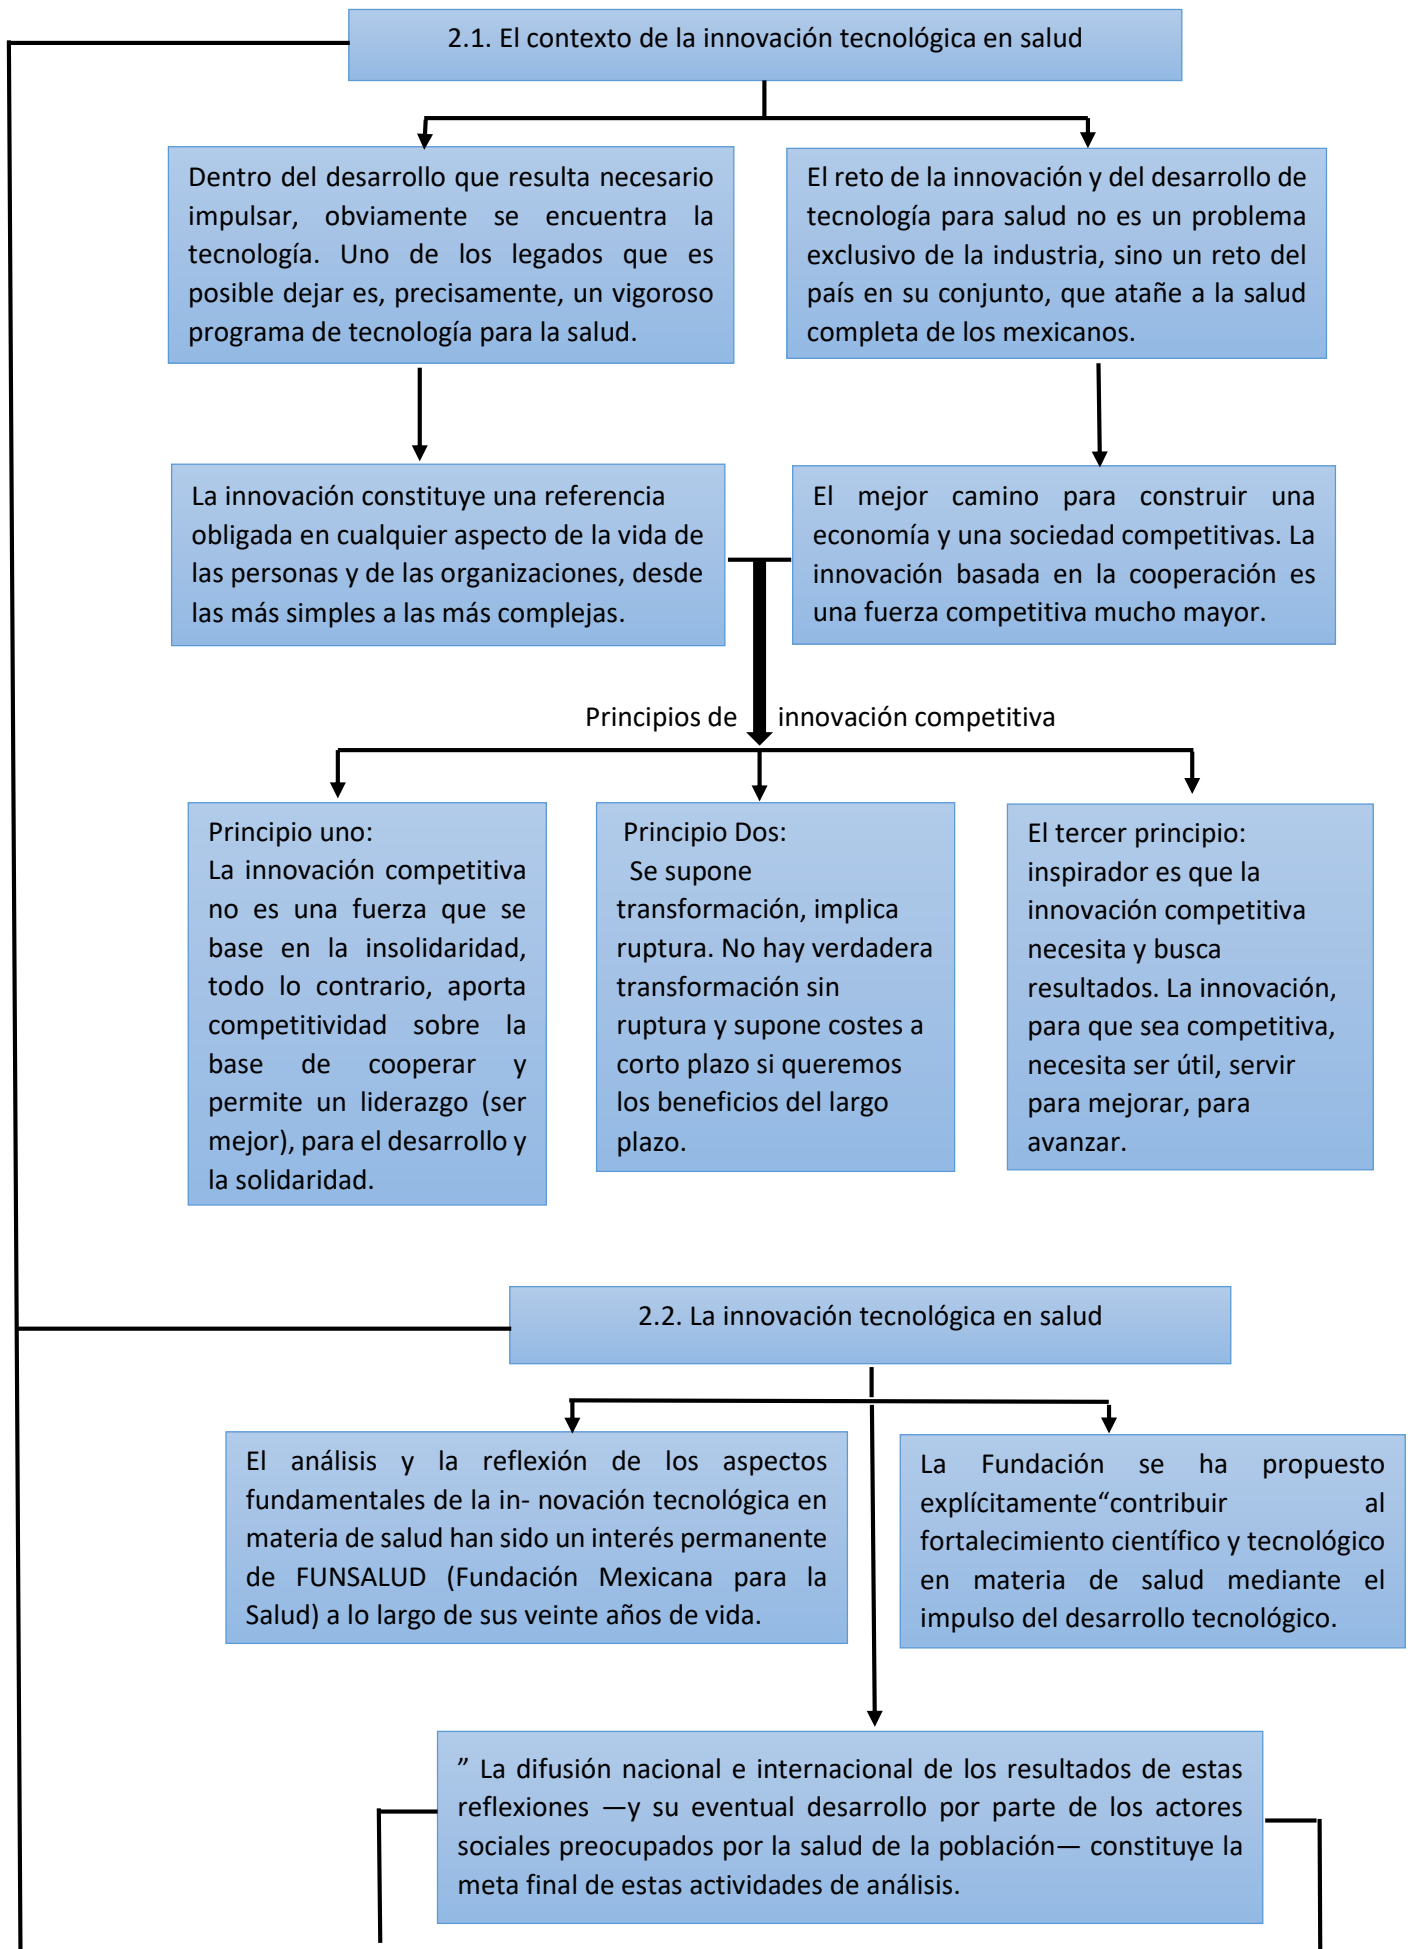 2.1. El contexto de la innovación tecnológica en salud
Dentro del desarrollo que resulta necesario
impulsar, obviamente se encuentra la
tecnología. Uno de los legados que es
posible dejar es, precisamente, un vigoroso
programa de tecnología para la salud.
El reto de la innovación y del desarrollo de
tecnología para salud no es un problema
exclusivo de la industria, sino un reto del
país en su conjunto, que atañe a la salud
completa de los mexicanos.
La innovación constituye una referencia
obligada en cualquier aspecto de la vida de
las personas y de las organizaciones, desde
las más simples a las más complejas.
El mejor camino para construir una
economía y una sociedad competitivas. La
innovación basada en la cooperación es
una fuerza competitiva mucho mayor.
Principios de innovación competitiva
Principio uno:
La innovación competitiva
no es una fuerza que se
base en la insolidaridad,
todo lo contrario, aporta
competitividad sobre la
base de cooperar y
permite un liderazgo (ser
mejor), para el desarrollo y
la solidaridad.
Principio Dos:
Se supone
transformación, implica
ruptura. No hay verdadera
transformación sin
ruptura y supone costes a
corto plazo si queremos
los beneficios del largo
plazo.
El tercer principio:
inspirador es que la
innovación competitiva
necesita y busca
resultados. La innovación,
para que sea competitiva,
necesita ser útil, servir
para mejorar, para
avanzar.
2.2. La innovación tecnológica en salud
El análisis y la reflexión de los aspectos
fundamentales de la in- novación tecnológica en
materia de salud han sido un interés permanente
de FUNSALUD (Fundación Mexicana para la
Salud) a lo largo de sus veinte años de vida.
La Fundación se ha propuesto
explícitamente“contribuir al
fortalecimiento científico y tecnológico
en materia de salud mediante el
impulso del desarrollo tecnológico.
” La difusión nacional e internacional de los resultados de estas
reflexiones —y su eventual desarrollo por parte de los actores
sociales preocupados por la salud de la población— constituye la
meta final de estas actividades de análisis.